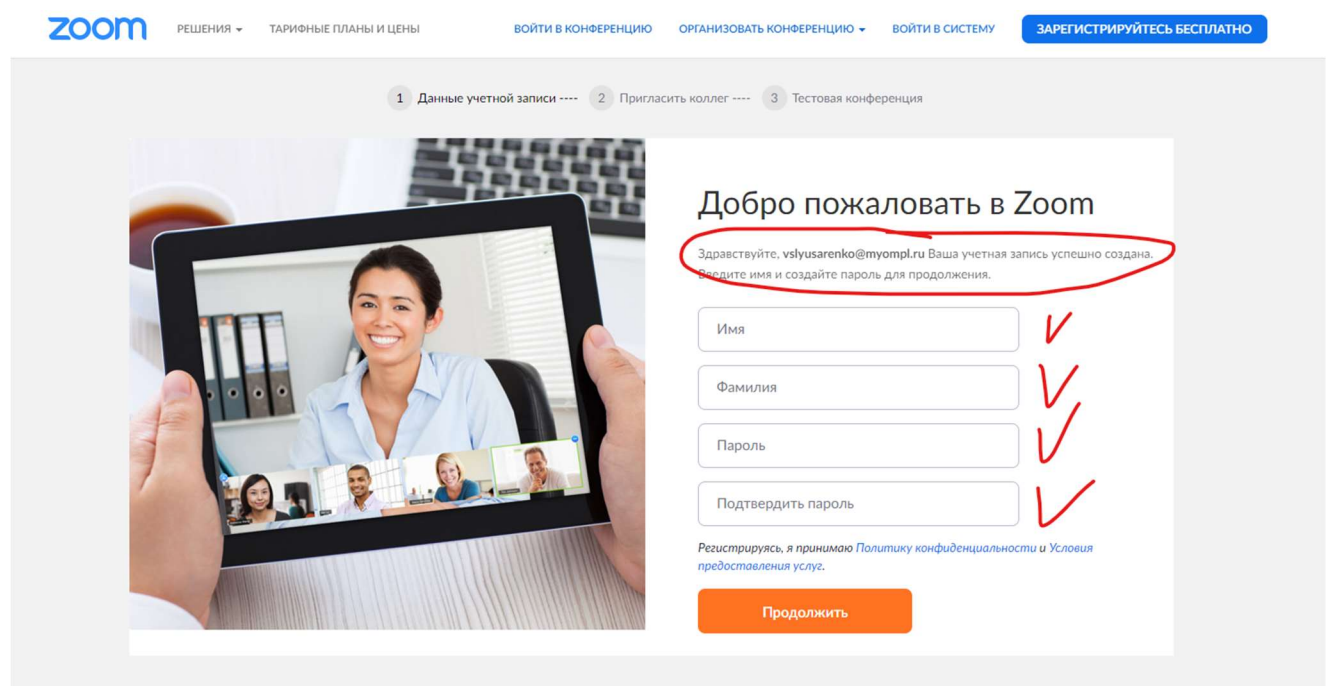 zoom
РЕШЕНИЯ
ТАРИФНЫЕ ПЛАНЫ И ЦЕНЫ
ВОЙТИ В КОНФЕРЕНЦИЮ
ОРГАНИЗОВАТЬ КОНФЕРЕНЦИЮ
ВОЙТИ В СИСТЕМУ
ЗАРЕГИСТРИРУЙТЕСЬ БЕСПЛАТНО
1 Данные учетной записи ---- 2 Пригласить коллег ---- 3 Тестовая конференция
Добро пожаловать в Zoom
Здравствуйте, vslyusarenko@myompl.ru Ваша учетная запись успешно создана.
Введите имя и создайте пароль для продолжения.
Имя
Фамилия
Пароль
Подтвердить пароль
Регистрируясь, я принимаю Политику конфиденциальности и Условия
предоставления услуг.
Продолжить